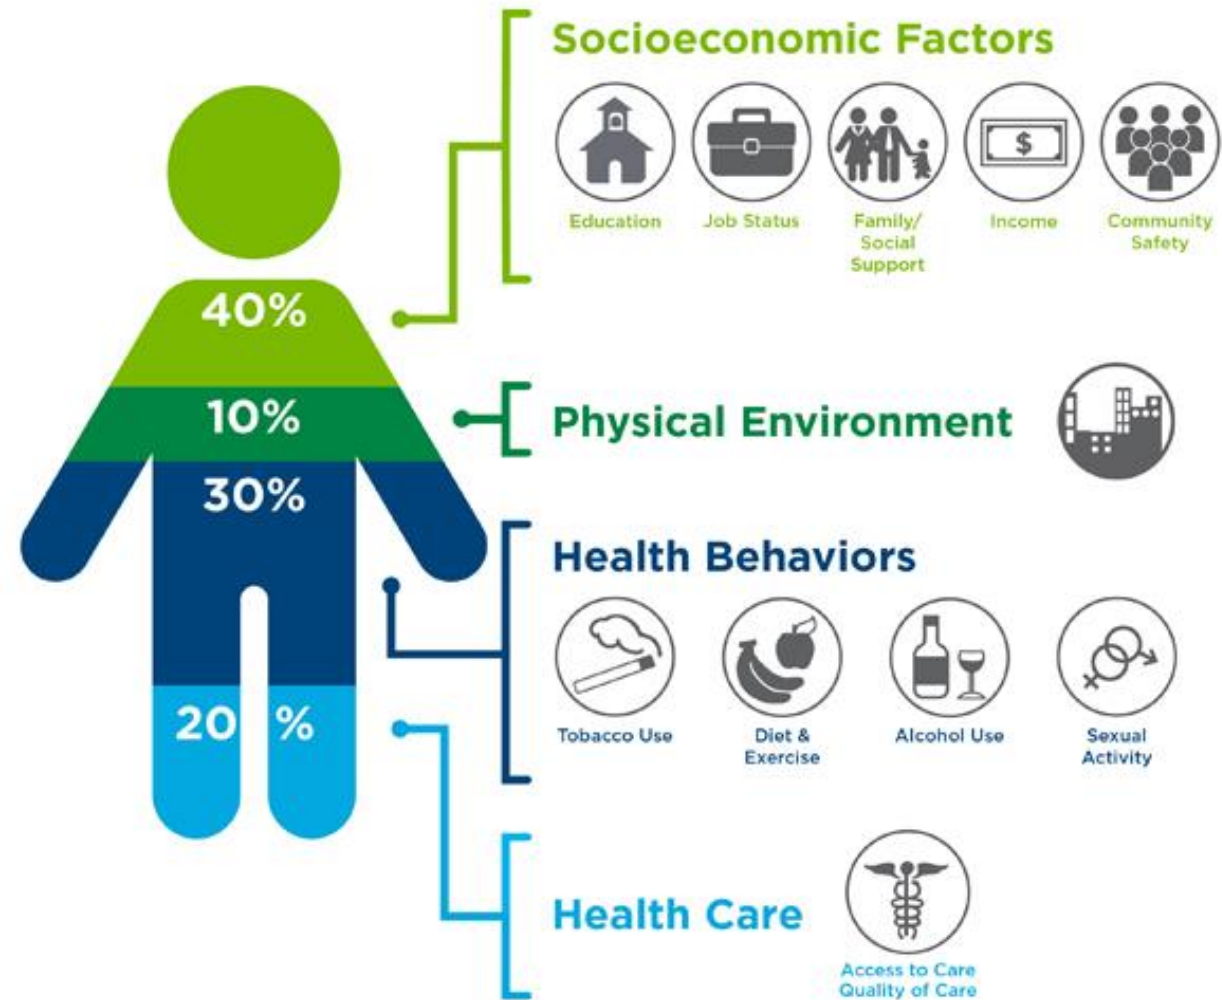 Socioeconomic Factors
Education
Job Status
Family/
Social
Support
Income
$
Community
Safety
40%
10%
Physical Environment
30%
Health Behaviors
Tobacco Use
Diet &
Exercise
Alcohol Use
Sexual
Activity
20 %
Health Care
Access to Care
Quality of Care